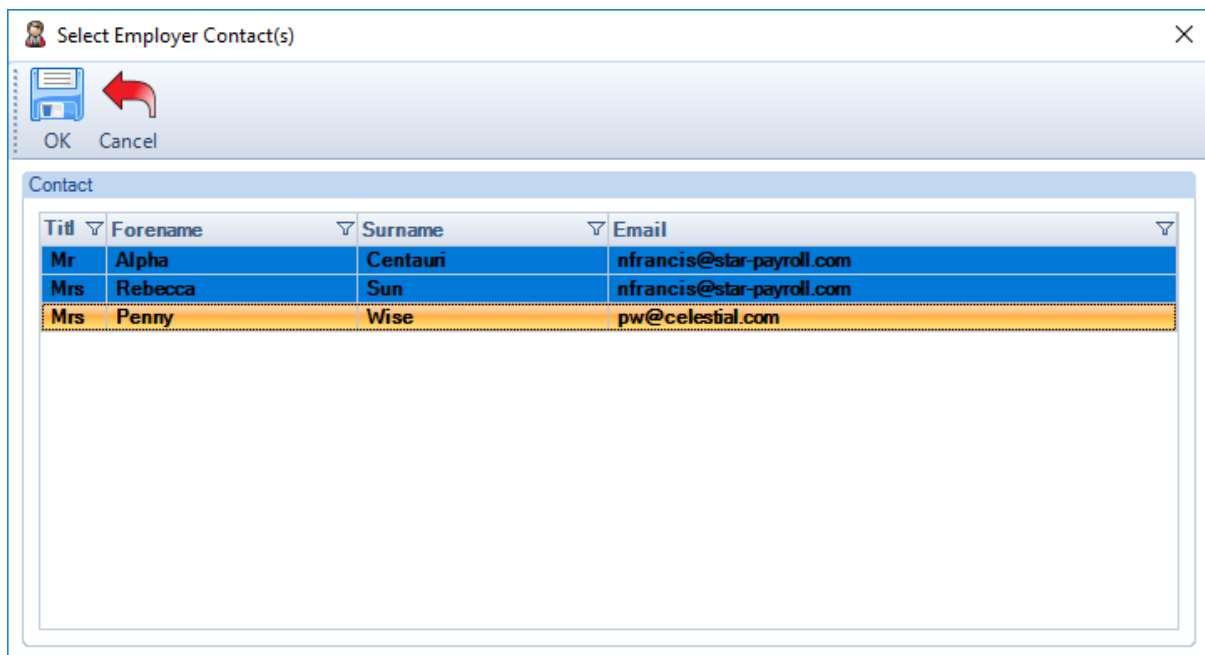 Select Employer Contact(s)
OK Cancel
Contact
Titl Forename Surname Email
Mr Alpha Centauri nfrancis@star-payroll.com
Mrs Rebecca Sun nfrancis@star-payroll.com
Mrs Penny Wise pw@celestial.com